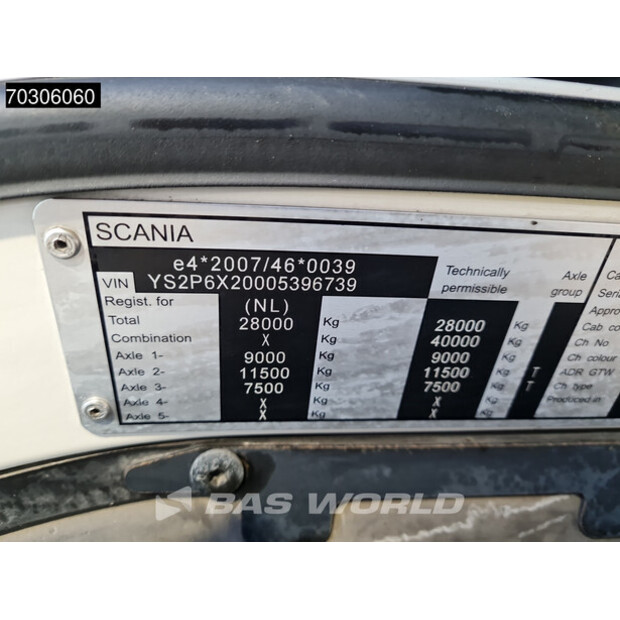 70306060
SCANIA
e4*2007/46*0039
VIN YS2P6X20005396739
Technically permissible
Axle group
Regist. for (NL)
Total 28000 Kg 28000 Kg
Combination X Kg 40000 Kg
Axle 1- 9000 Kg 9000 Kg
Axle 2- 11500 Kg 11500 Kg T
Axle 3- 7500 Kg 7500 Kg T
Axle 4- X Kg X Kg
Axle 5- X Kg X Kg
Ca
Susp
Appro
Cab co
Ch No
Ch colour
ADR GTW
Ch type
Produced-in
BAS WORLD